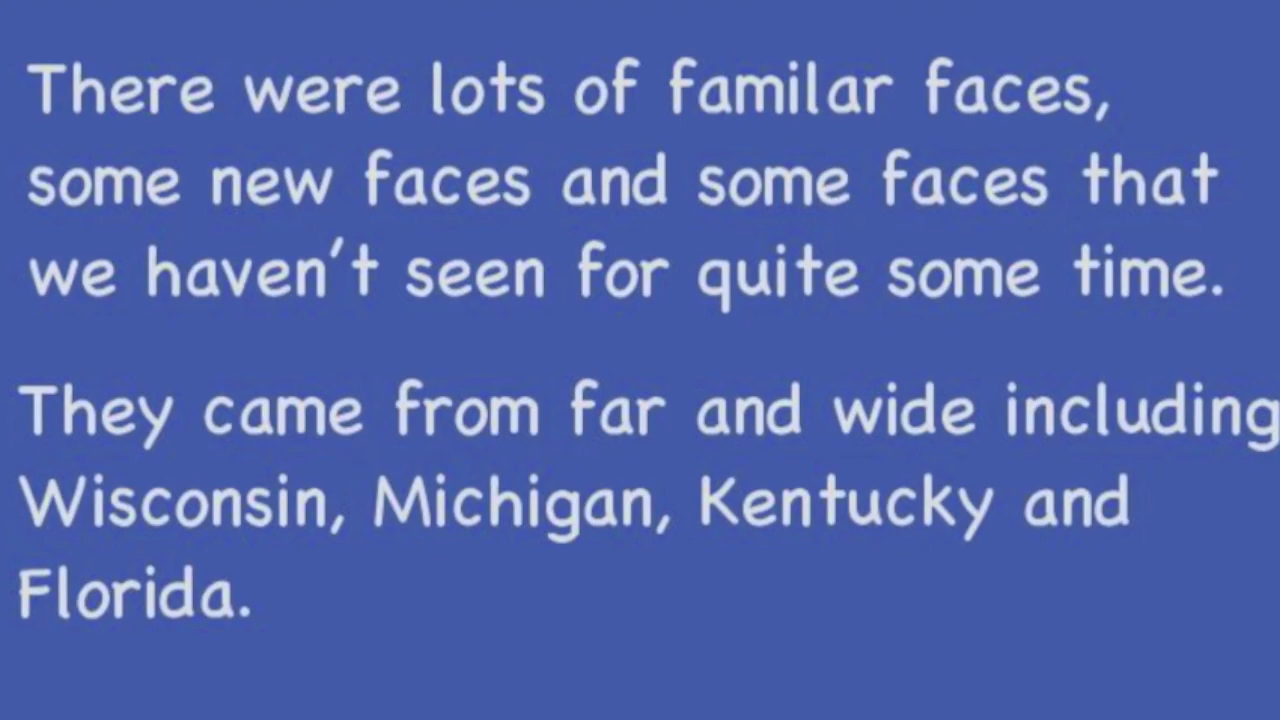 There were lots of familar faces,
some new faces and some faces that
we haven't seen for quite some time.
They came from far and wide including
Wisconsin, Michigan, Kentucky and
Florida.